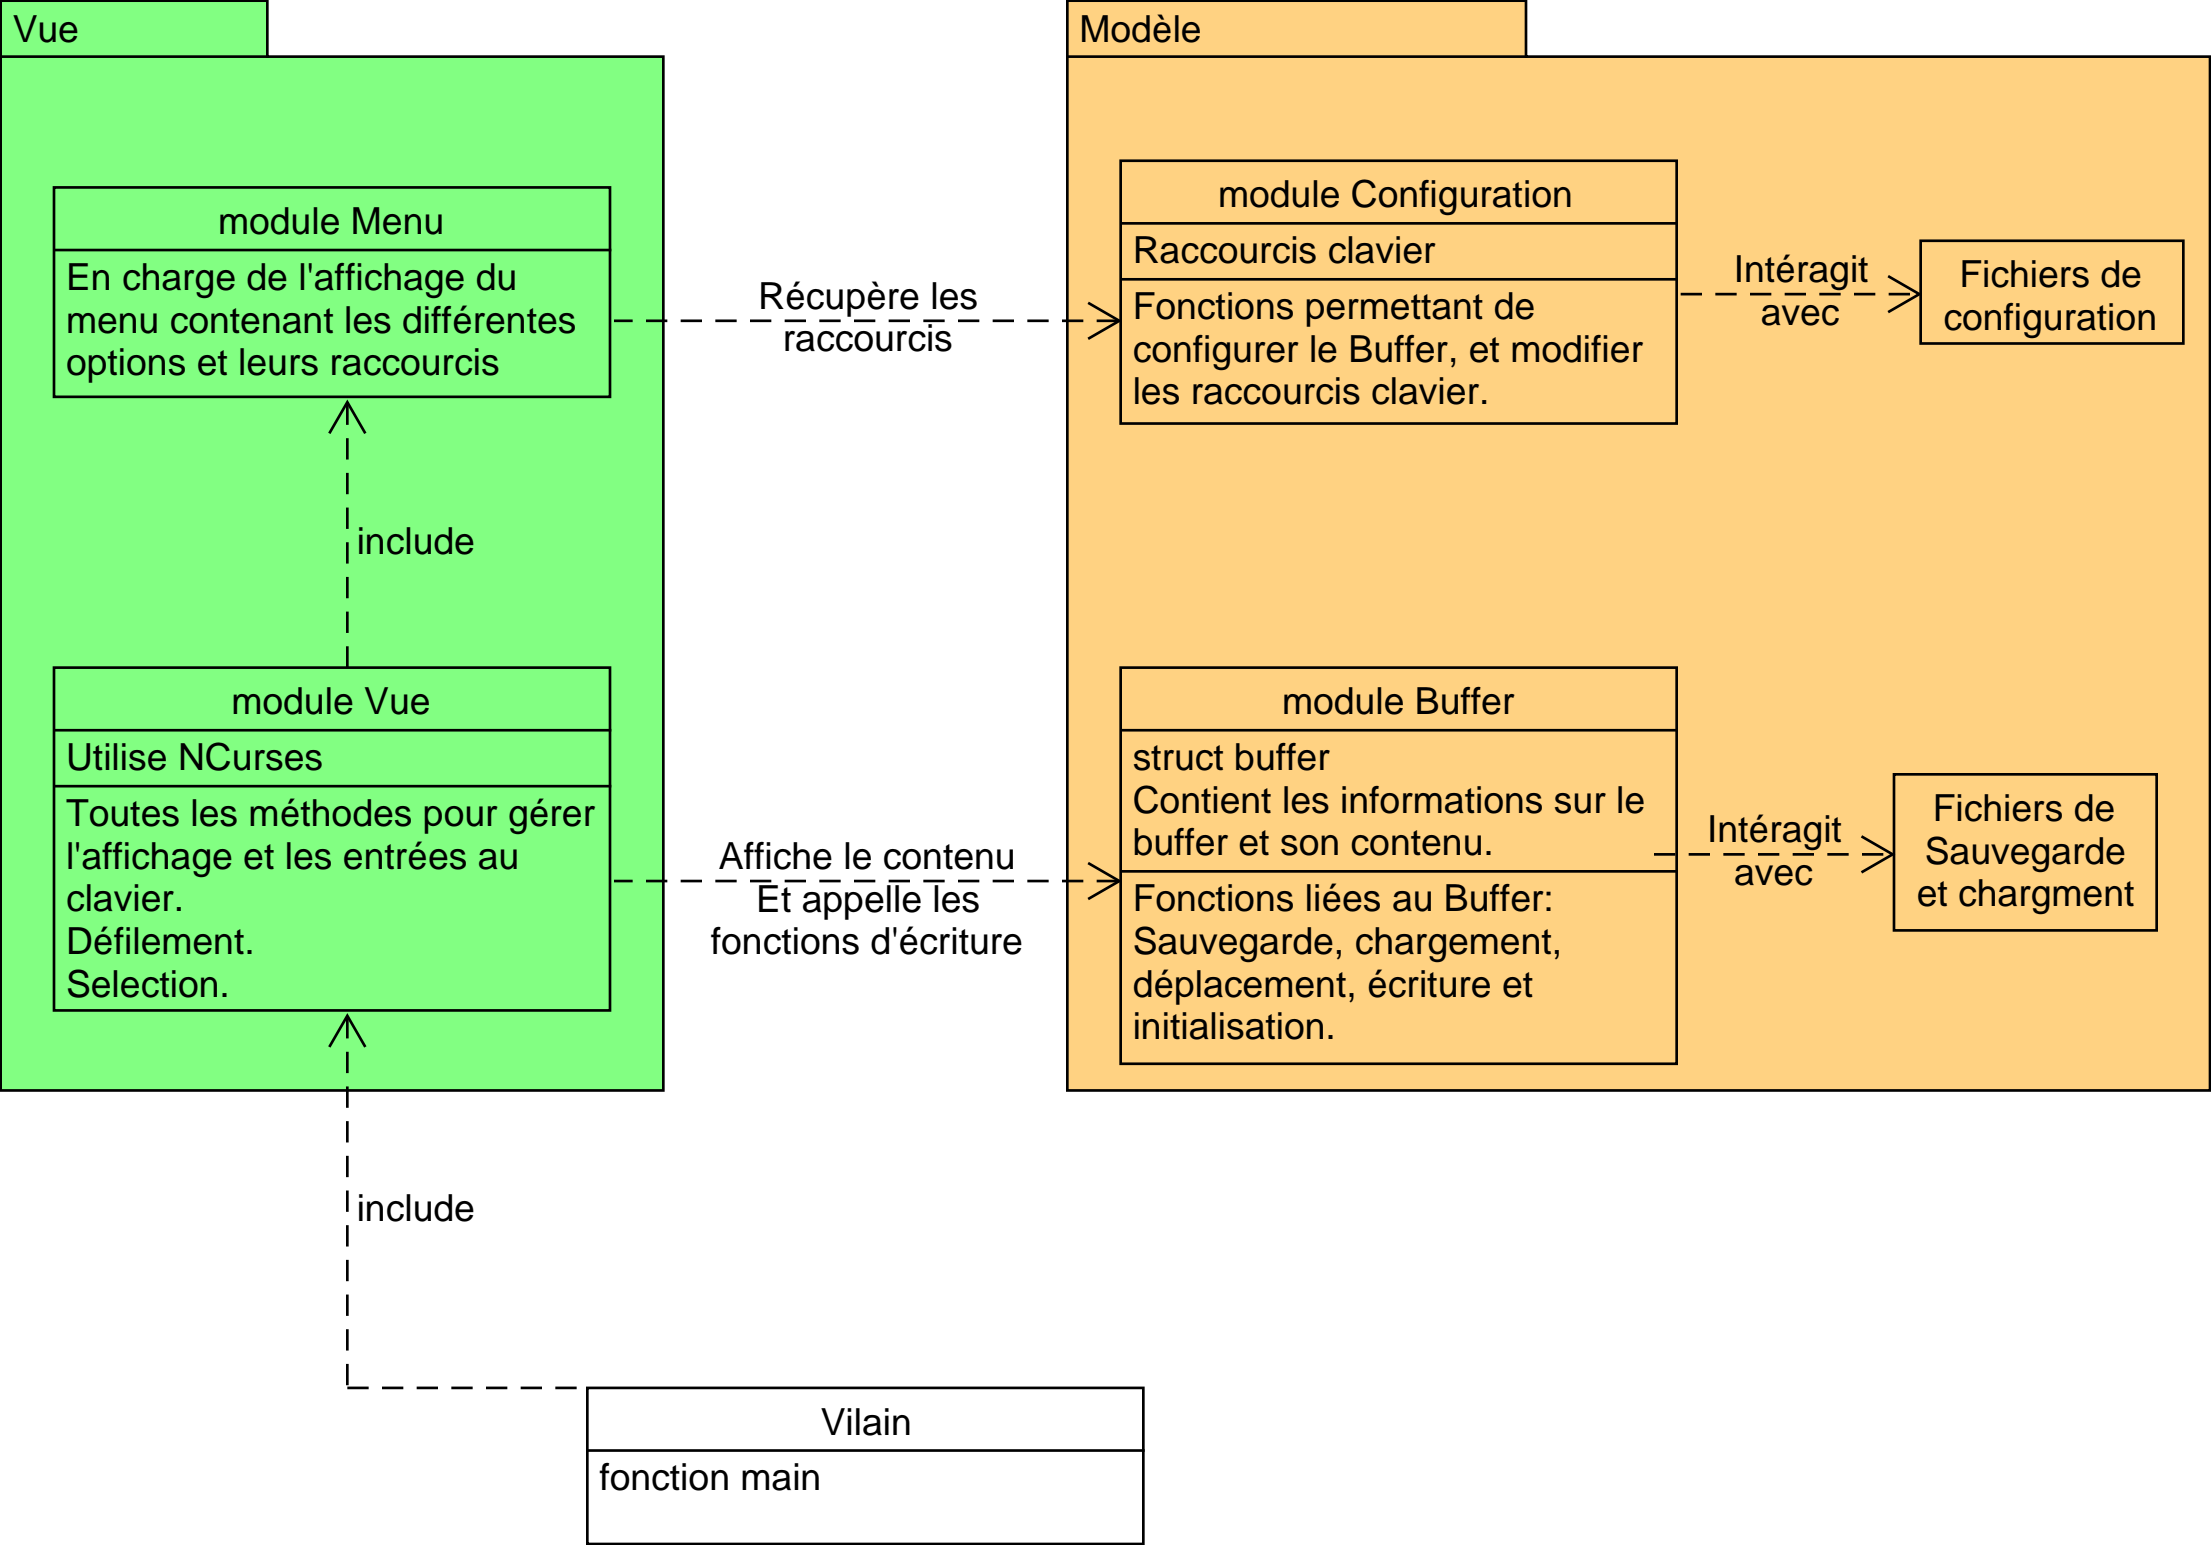 Vue
module Menu
En charge de l'affichage du
menu contenant les différentes
options et leurs raccourcis
include
module Vue
Utilise NCurses
Toutes les méthodes pour gérer
l'affichage et les entrées au
clavier.
Défilement.
Selection.
Récupère les
raccourcis
Affiche le contenu
Et appelle les
fonctions d'écriture
Modèle
module Configuration
Raccourcis clavier
Fonctions permettant de
configurer le Buffer, et modifier
les raccourcis clavier.
Intéragit
avec
Fichiers de
configuration
module Buffer
struct buffer
Contient les informations sur le
buffer et son contenu.
Fonctions liées au Buffer:
Sauvegarde, chargement,
déplacement, écriture et
initialisation.
Intéragit
avec
Fichiers de
Sauvegarde
et chargment
include
Vilain
fonction main